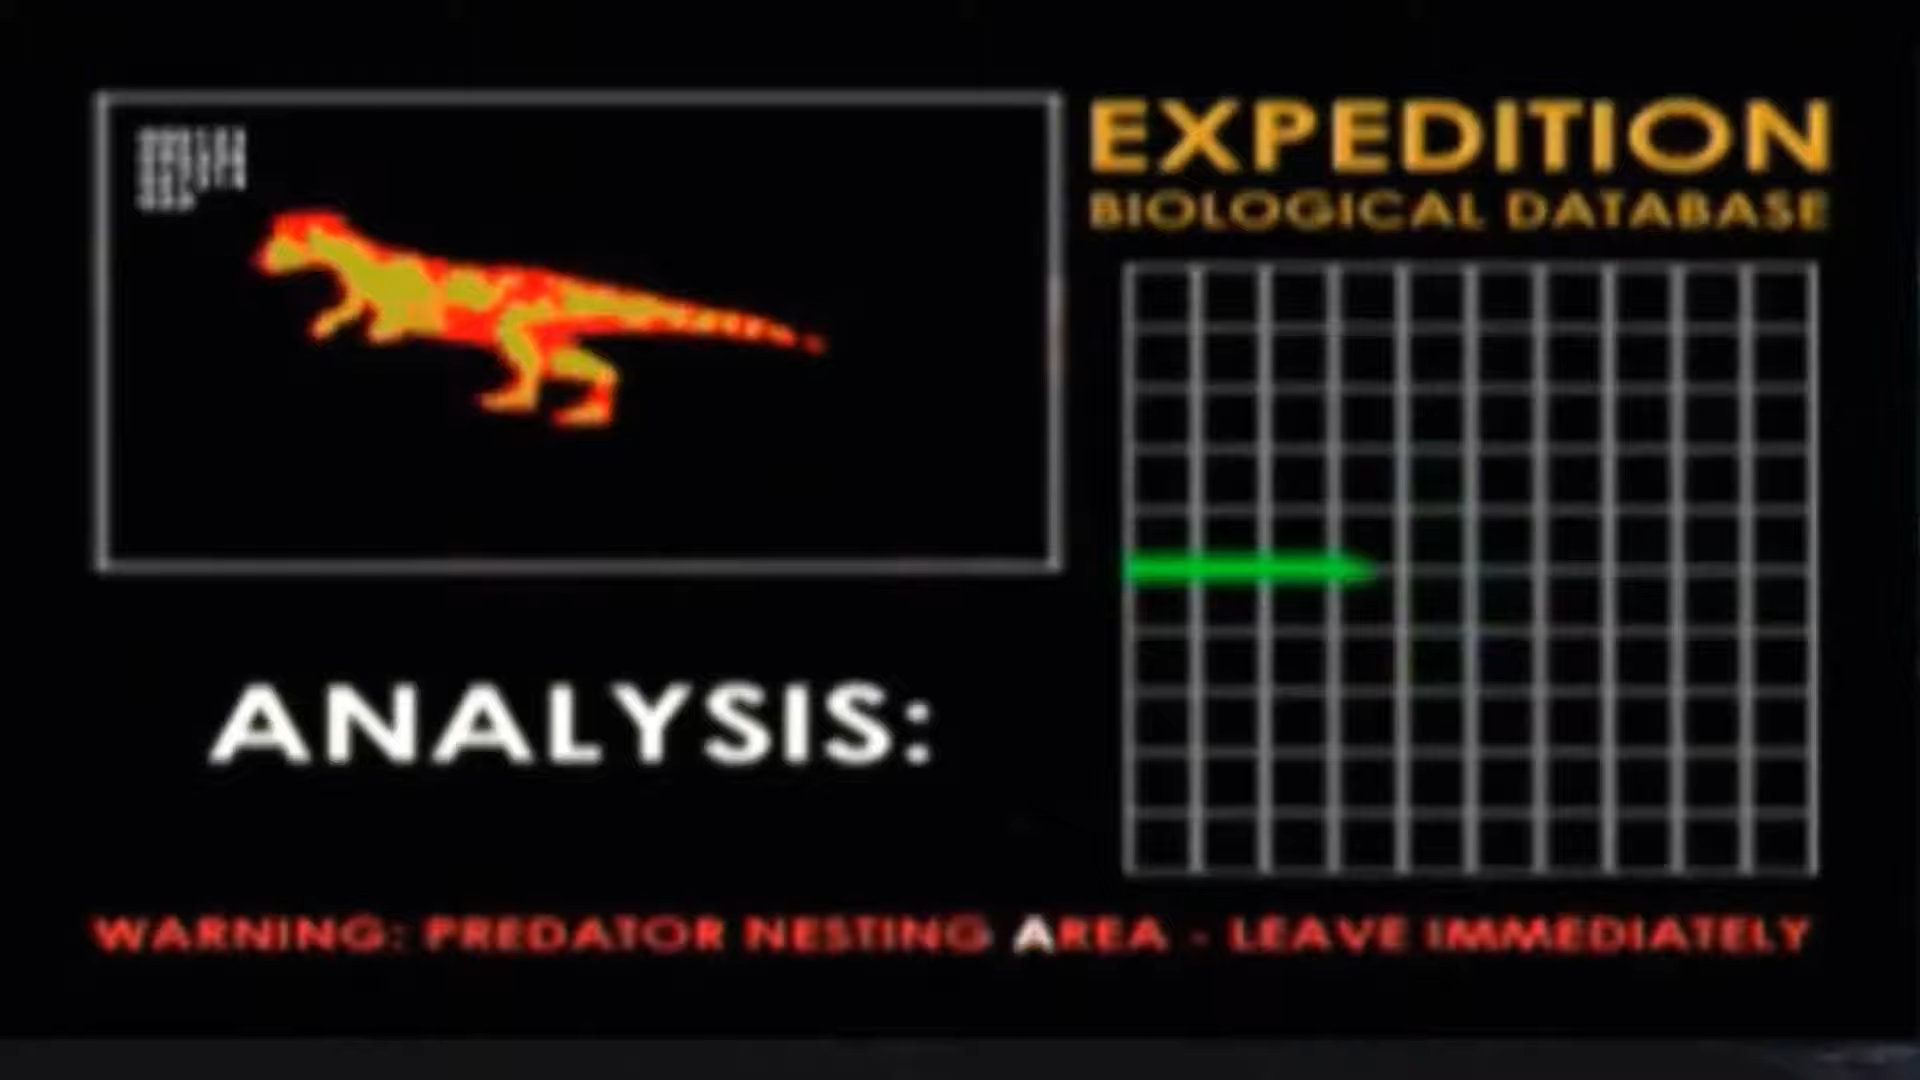 EXPEDITION
BIOLOGICAL DATABASE
ANALYSIS:
WARNING: PREDATOR NESTING AREA - LEAVE IMMEDIATELY